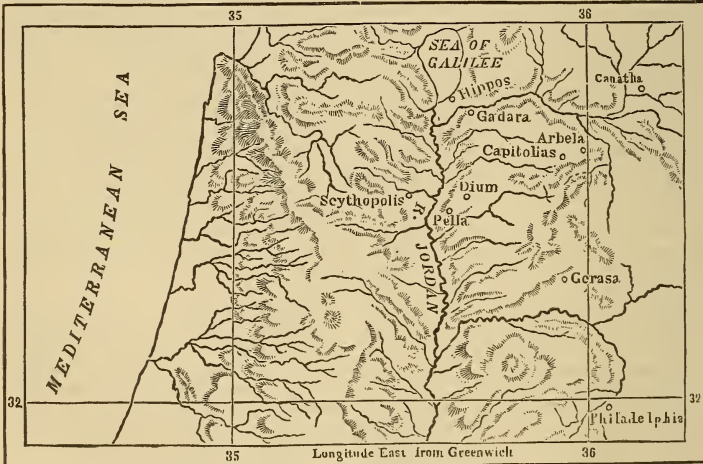 35 36
SEA OF
GALILEE
MEDITERRANEAN SEA
Canatha
Hippos
Gadara
Arbela
Capitolias
Dium
Scythopolis
Pella
R. JORDAN
Gerasa
32 32
Philadelphia
35 Longitude East from Greenwich 36